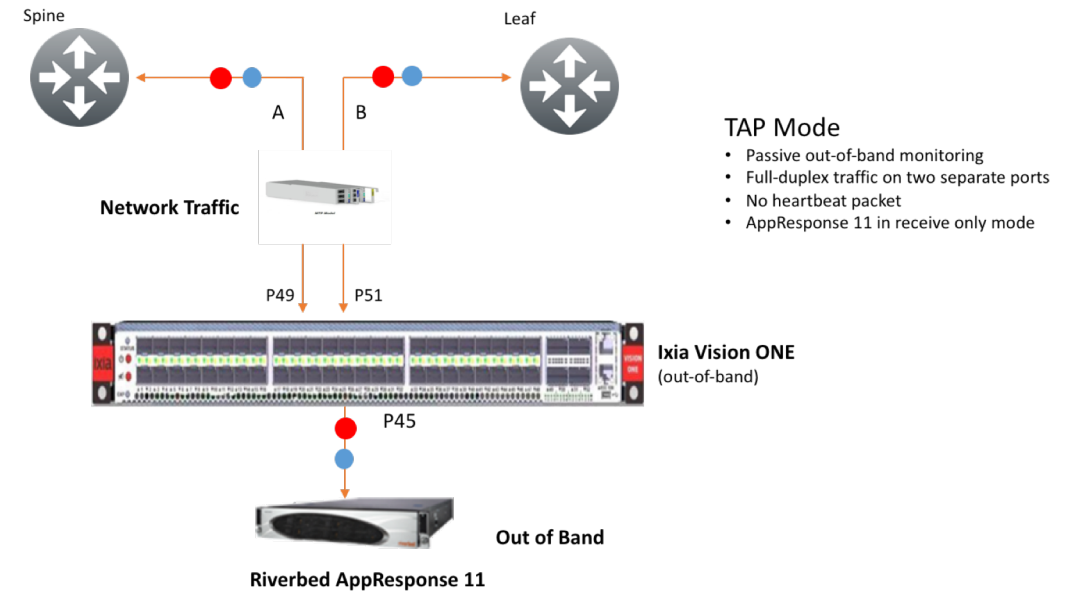 Spine
Leaf
A
B
TAP Mode
• Passive out-of-band monitoring
• Full-duplex traffic on two separate ports
• No heartbeat packet
• AppResponse 11 in receive only mode
Network Traffic
P49
P51
ixia
STATUS
VISION
ONE
Ixia Vision ONE
(out-of-band)
P45
Out of Band
Riverbed AppResponse 11